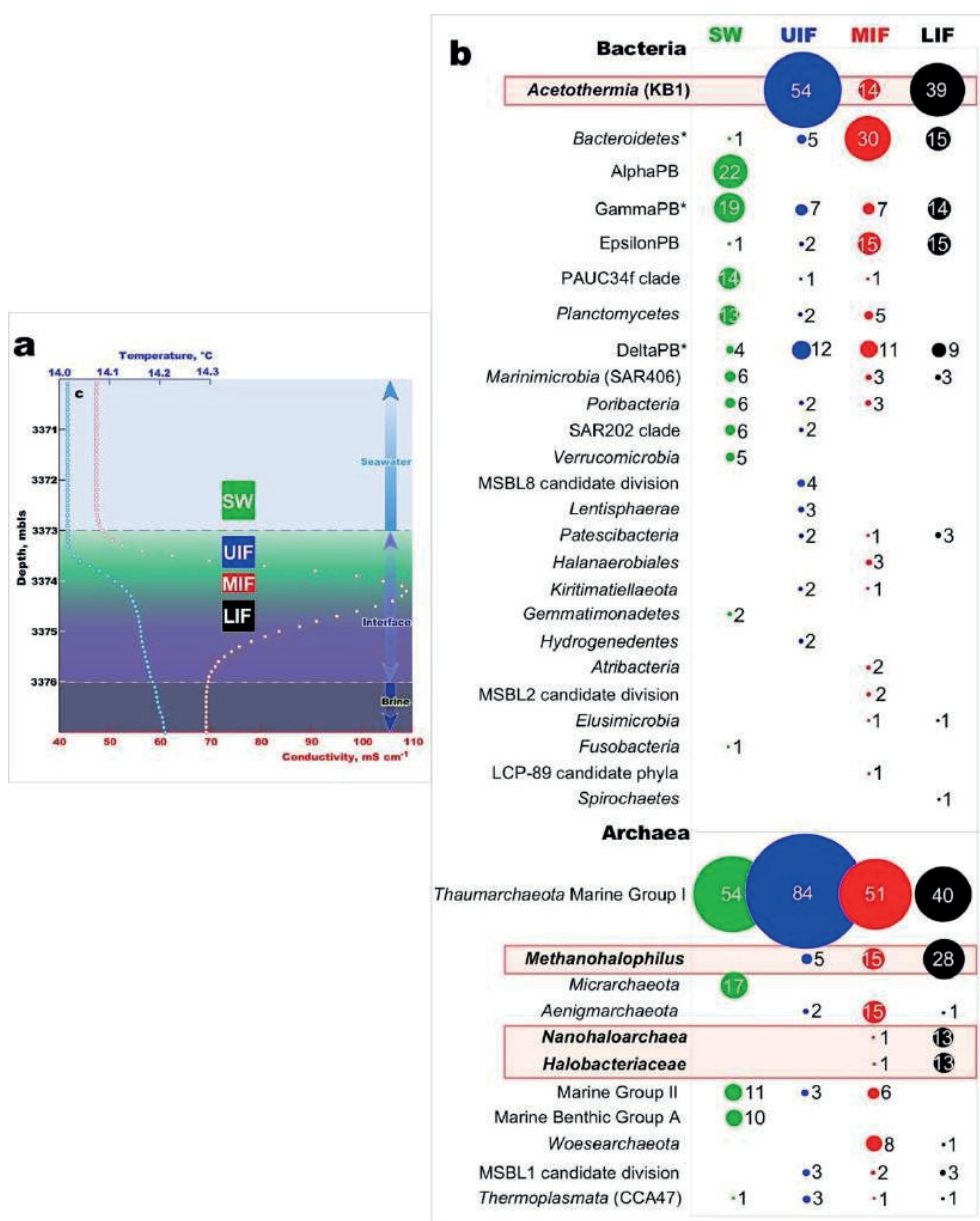 a
Temperature, °C
14.0 14.1 14.2 14.3
c
3371
3372
3373
3374
3375
3376
Depth, mbls
Seawater
SW
UIF
MIF
LIF
Interface
Brine
40 50 60 70 80 90 100 110
Conductivity, mS cm-1
b
SW UIF MIF LIF
Bacteria
Acetothermia (KB1) 54 14 39
Bacteroidetes* 1 5 30 15
AlphaPB 22
GammaPB* 19 7 7 14
EpsilonPB 1 2 15 15
PAUC34f clade 14 1 1
Planctomycetes 13 2 5
DeltaPB* 4 12 11 9
Marinimicrobia (SAR406) 6 3 3
Poribacteria 6 2 3
SAR202 clade 6 2
Verrucomicrobia 5
MSBL8 candidate division 4
Lentisphaerae 3
Patescibacteria 2 1 3
Halanaerobiales 3
Kiritimatiellaeota 2 1
Gemmatimonadetes 2
Hydrogenedentes 2
Atribacteria 2
MSBL2 candidate division 2
Elusimicrobia 1 1
Fusobacteria 1
LCP-89 candidate phyla 1
Spirochaetes 1
Archaea
Thaumarchaeota Marine Group I 54 84 51 40
Methanohalophilus 5 15 28
Micrarchaeota 17
Aenigmarchaeota 2 15 1
Nanohaloarchaea 1 13
Halobacteriaceae 1 13
Marine Group II 11 3 6
Marine Benthic Group A 10
Woesearchaeota 8 1
MSBL1 candidate division 3 2 3
Thermoplasmata (CCA47) 1 3 1 1